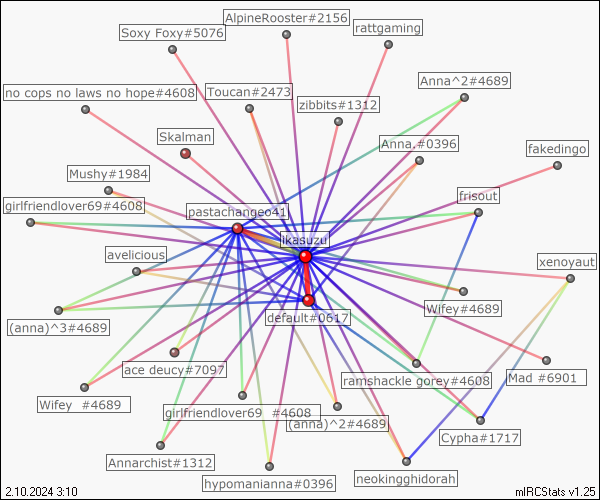 AlpineRooster#2156
Soxy Foxy#5076
rattgaming
Anna^2#4689
no cops no laws no hope#4608
Toucan#2473
zibbits#1312
Skalman
Anna.#0396
fakedingo
Mushy#1984
frisout
girlfriendlover69#4608
pastachangeo41
ikasuzu
avelicious
xenoyaut
Wifey#4689
default#0617
(anna)^3#4689
ace deucy#7097
ramshackle gorey#4608
Mad #6901
Wifey #4689
girlfriendlover69 #4608
(anna)^2#4689
Cypha#1717
Annarchist#1312
neokingghidorah
hypomanianna#0396
2.10.2024 3:10
mIRCStats v1.25